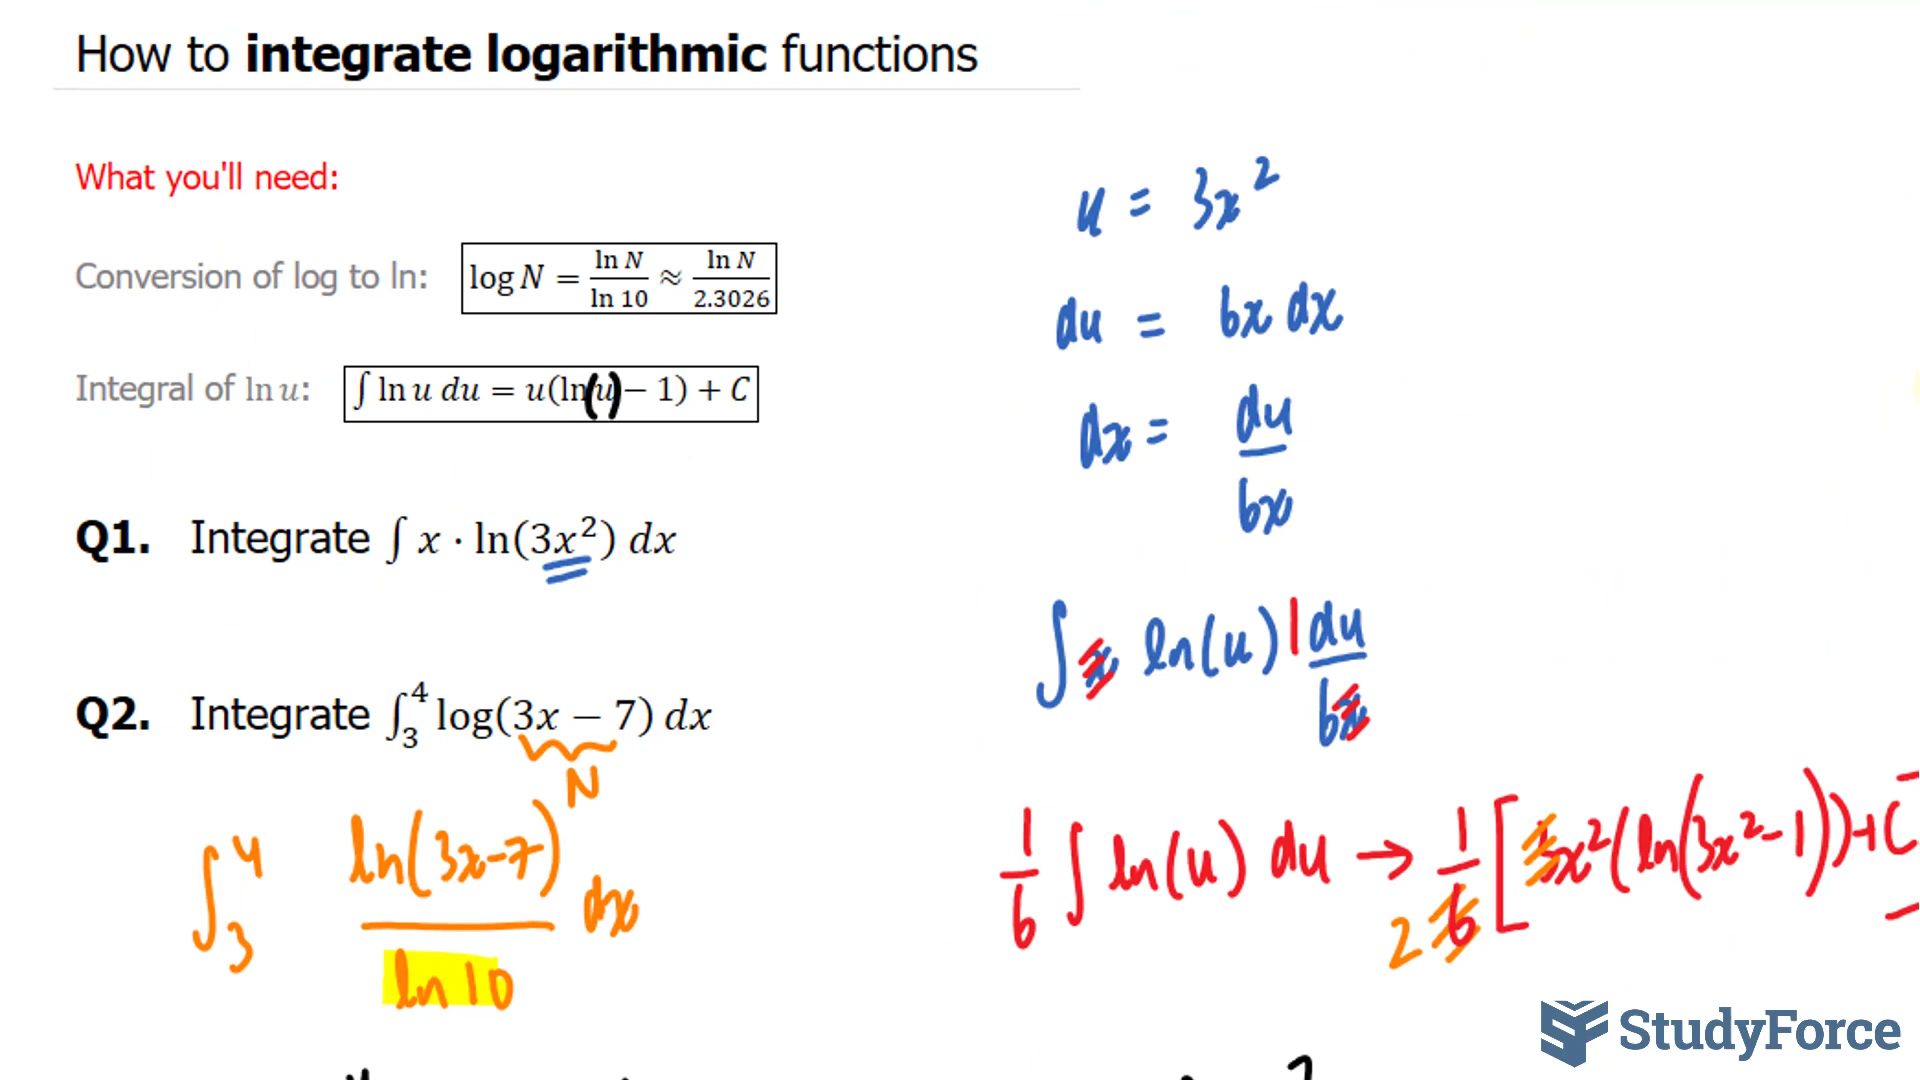 How to integrate logarithmic functions
What you'll need:
Conversion of log to ln: log N = ln N / ln 10 ≈ ln N / 2.3026
Integral of ln u: ∫ ln u du = u(ln(u) − 1) + C
Q1. Integrate ∫ x · ln(3x²) dx
Q2. Integrate ∫₃⁴ log(3x − 7) dx
N
∫₃⁴ ln(3x-7) / ln 10 dx
u = 3x²
du = 6x dx
dx = du / 6x
∫ x ln(u) 1 du / 6x
1/6 ∫ ln(u) du → 1/6 [3x²(ln(3x²-1))+C
2
StudyForce